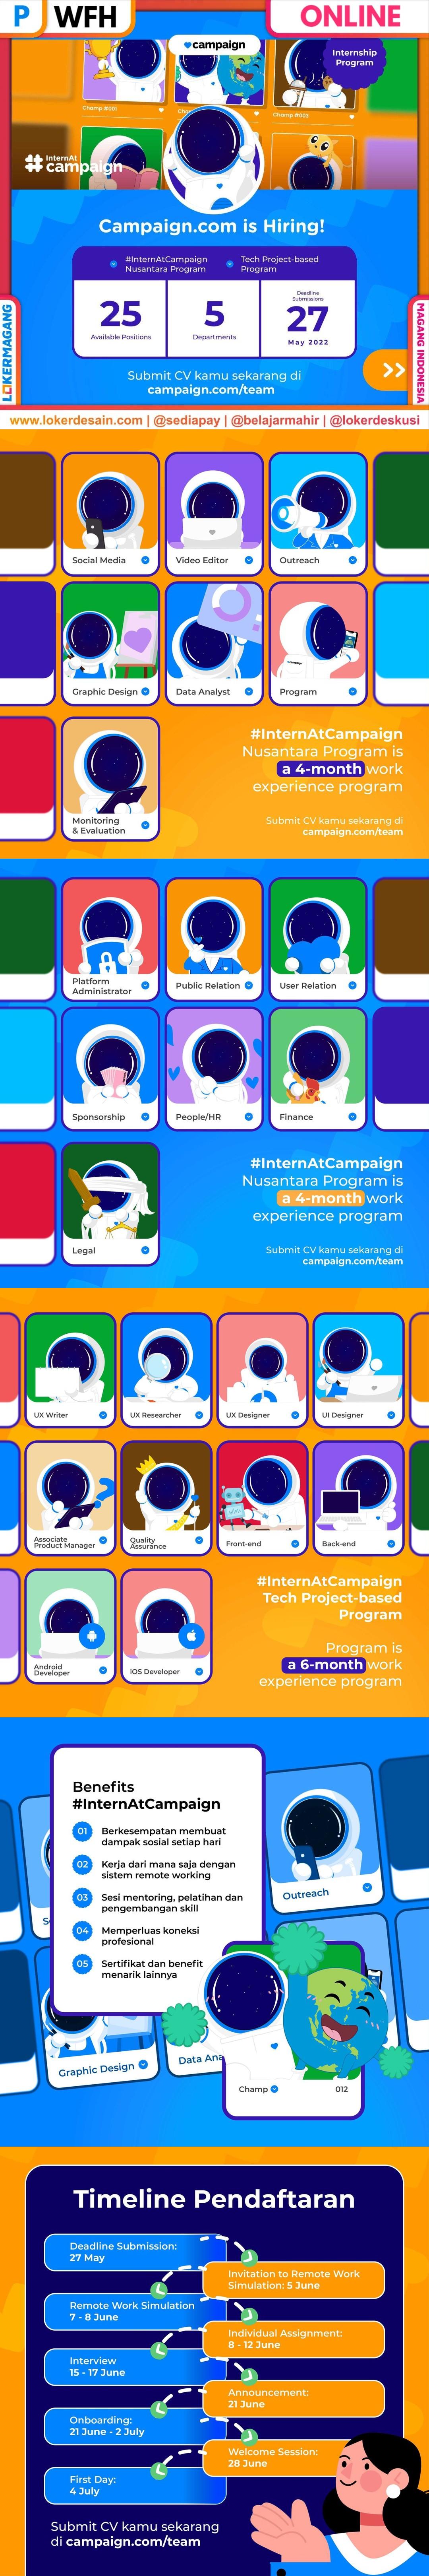 P WFH
ONLINE
campaign
Internship
Program
Champ #001
Champ #022
#InternAt
campaign
Campaign.com is Hiring!
#InternAtCampaign
Nusantara Program
Tech Project-based
Program
25
Available Positions
5
Departments
Deadline
Submissions
27
May 2022
Submit CV kamu sekarang di
campaign.com/team
LOKERMAGANG
MAGANG INDONESIA
www.lokerdesain.com | @sediapay | @belajarmahir | @lokerdeskusi
Social Media
Video Editor
Outreach
Graphic Design
Data Analyst
Program
Monitoring
& Evaluation
#InternAtCampaign
Nusantara Program is
a 4-month work
experience program
Submit CV kamu sekarang di
campaign.com/team
Platform
Administrator
Public Relation
User Relation
Sponsorship
People/HR
Finance
Legal
#InternAtCampaign
Nusantara Program is
a 4-month work
experience program
Submit CV kamu sekarang di
campaign.com/team
UX Writer
UX Researcher
UX Designer
UI Designer
Associate
Product Manager
Quality
Assurance
Front-end
Back-end
Android
Developer
iOS Developer
#InternAtCampaign
Tech Project-based
Program
Program is
a 6-month work
experience program
Benefits
#InternAtCampaign
01 Berkesempatan membuat
dampak sosial setiap hari
02 Kerja dari mana saja dengan
sistem remote working
03 Sesi mentoring, pelatihan dan
pengembangan skill
04 Memperluas koneksi
profesional
05 Sertifikat dan benefit
menarik lainnya
Outreach
Graphic Design
Data Ana
Champ
012
Timeline Pendaftaran
Deadline Submission:
27 May
Invitation to Remote Work
Simulation: 5 June
Remote Work Simulation
7 - 8 June
Individual Assignment:
8 - 12 June
Interview
15 - 17 June
Announcement:
21 June
Onboarding:
21 June - 2 July
Welcome Session:
28 June
First Day:
4 July
Submit CV kamu sekarang
di campaign.com/team